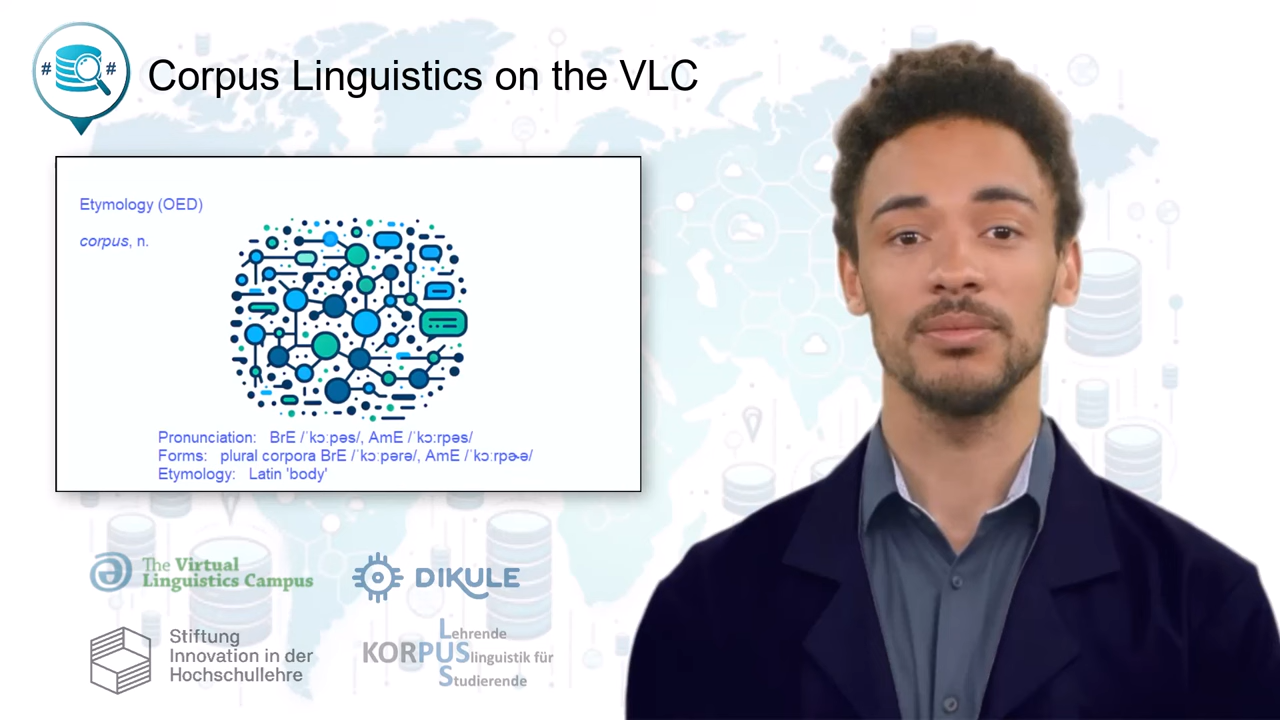 # #
Corpus Linguistics on the VLC
Etymology (OED)
corpus, n.
Pronunciation: BrE /ˈkɔːpəs/, AmE /ˈkɔːrpəs/
Forms: plural corpora BrE /ˈkɔːpərə/, AmE /ˈkɔːrpɚə/
Etymology: Latin 'body'
The Virtual
Linguistics Campus
DIKULE
Stiftung
Innovation in der
Hochschullehre
Lehrende
KORPUSlinguistik für
Studierende